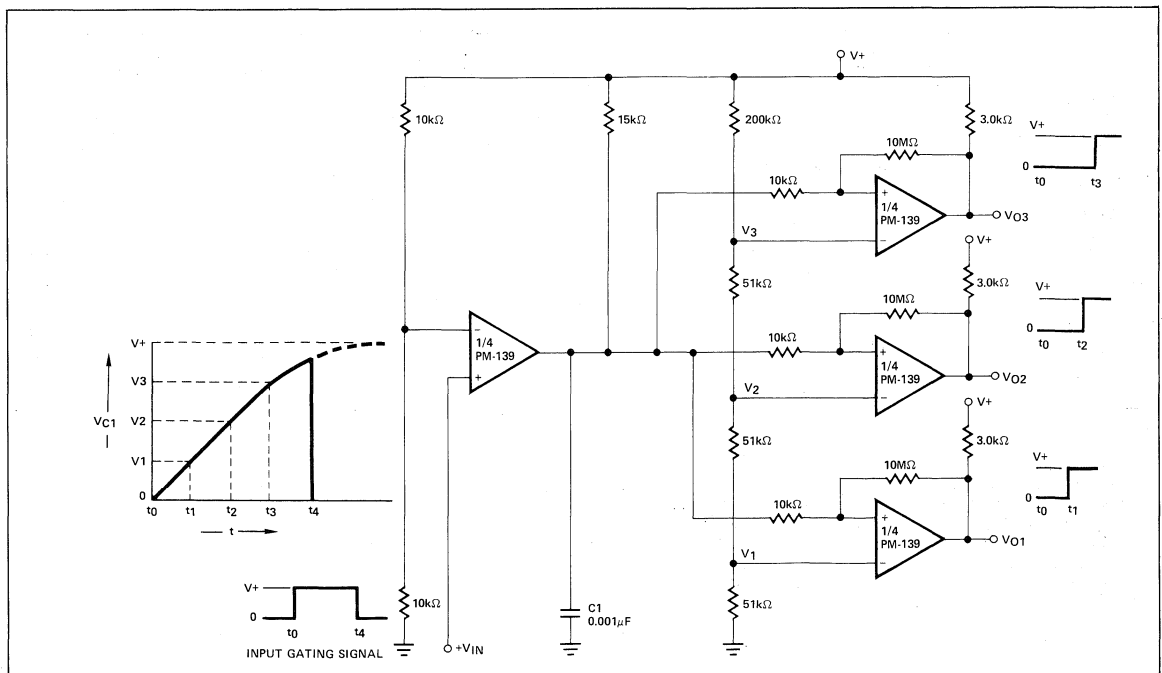 V+
10kΩ
15kΩ
200kΩ
3.0kΩ
10MΩ
10kΩ
+
1/4
PM-139
−
V3
VO3
V+
0
t0
t3
V+
3.0kΩ
51kΩ
10MΩ
10kΩ
+
1/4
PM-139
−
V2
VO2
V+
0
t0
t2
−
1/4
PM-139
+
V+
3.0kΩ
51kΩ
10MΩ
10kΩ
+
1/4
PM-139
−
V1
VO1
V+
0
t0
t1
51kΩ
V+
V3
VC1
V2
V1
0
t0
t1
t2
t3
t4
t
V+
0
t0
t4
INPUT GATING SIGNAL
10kΩ
+VIN
C1
0.001μF